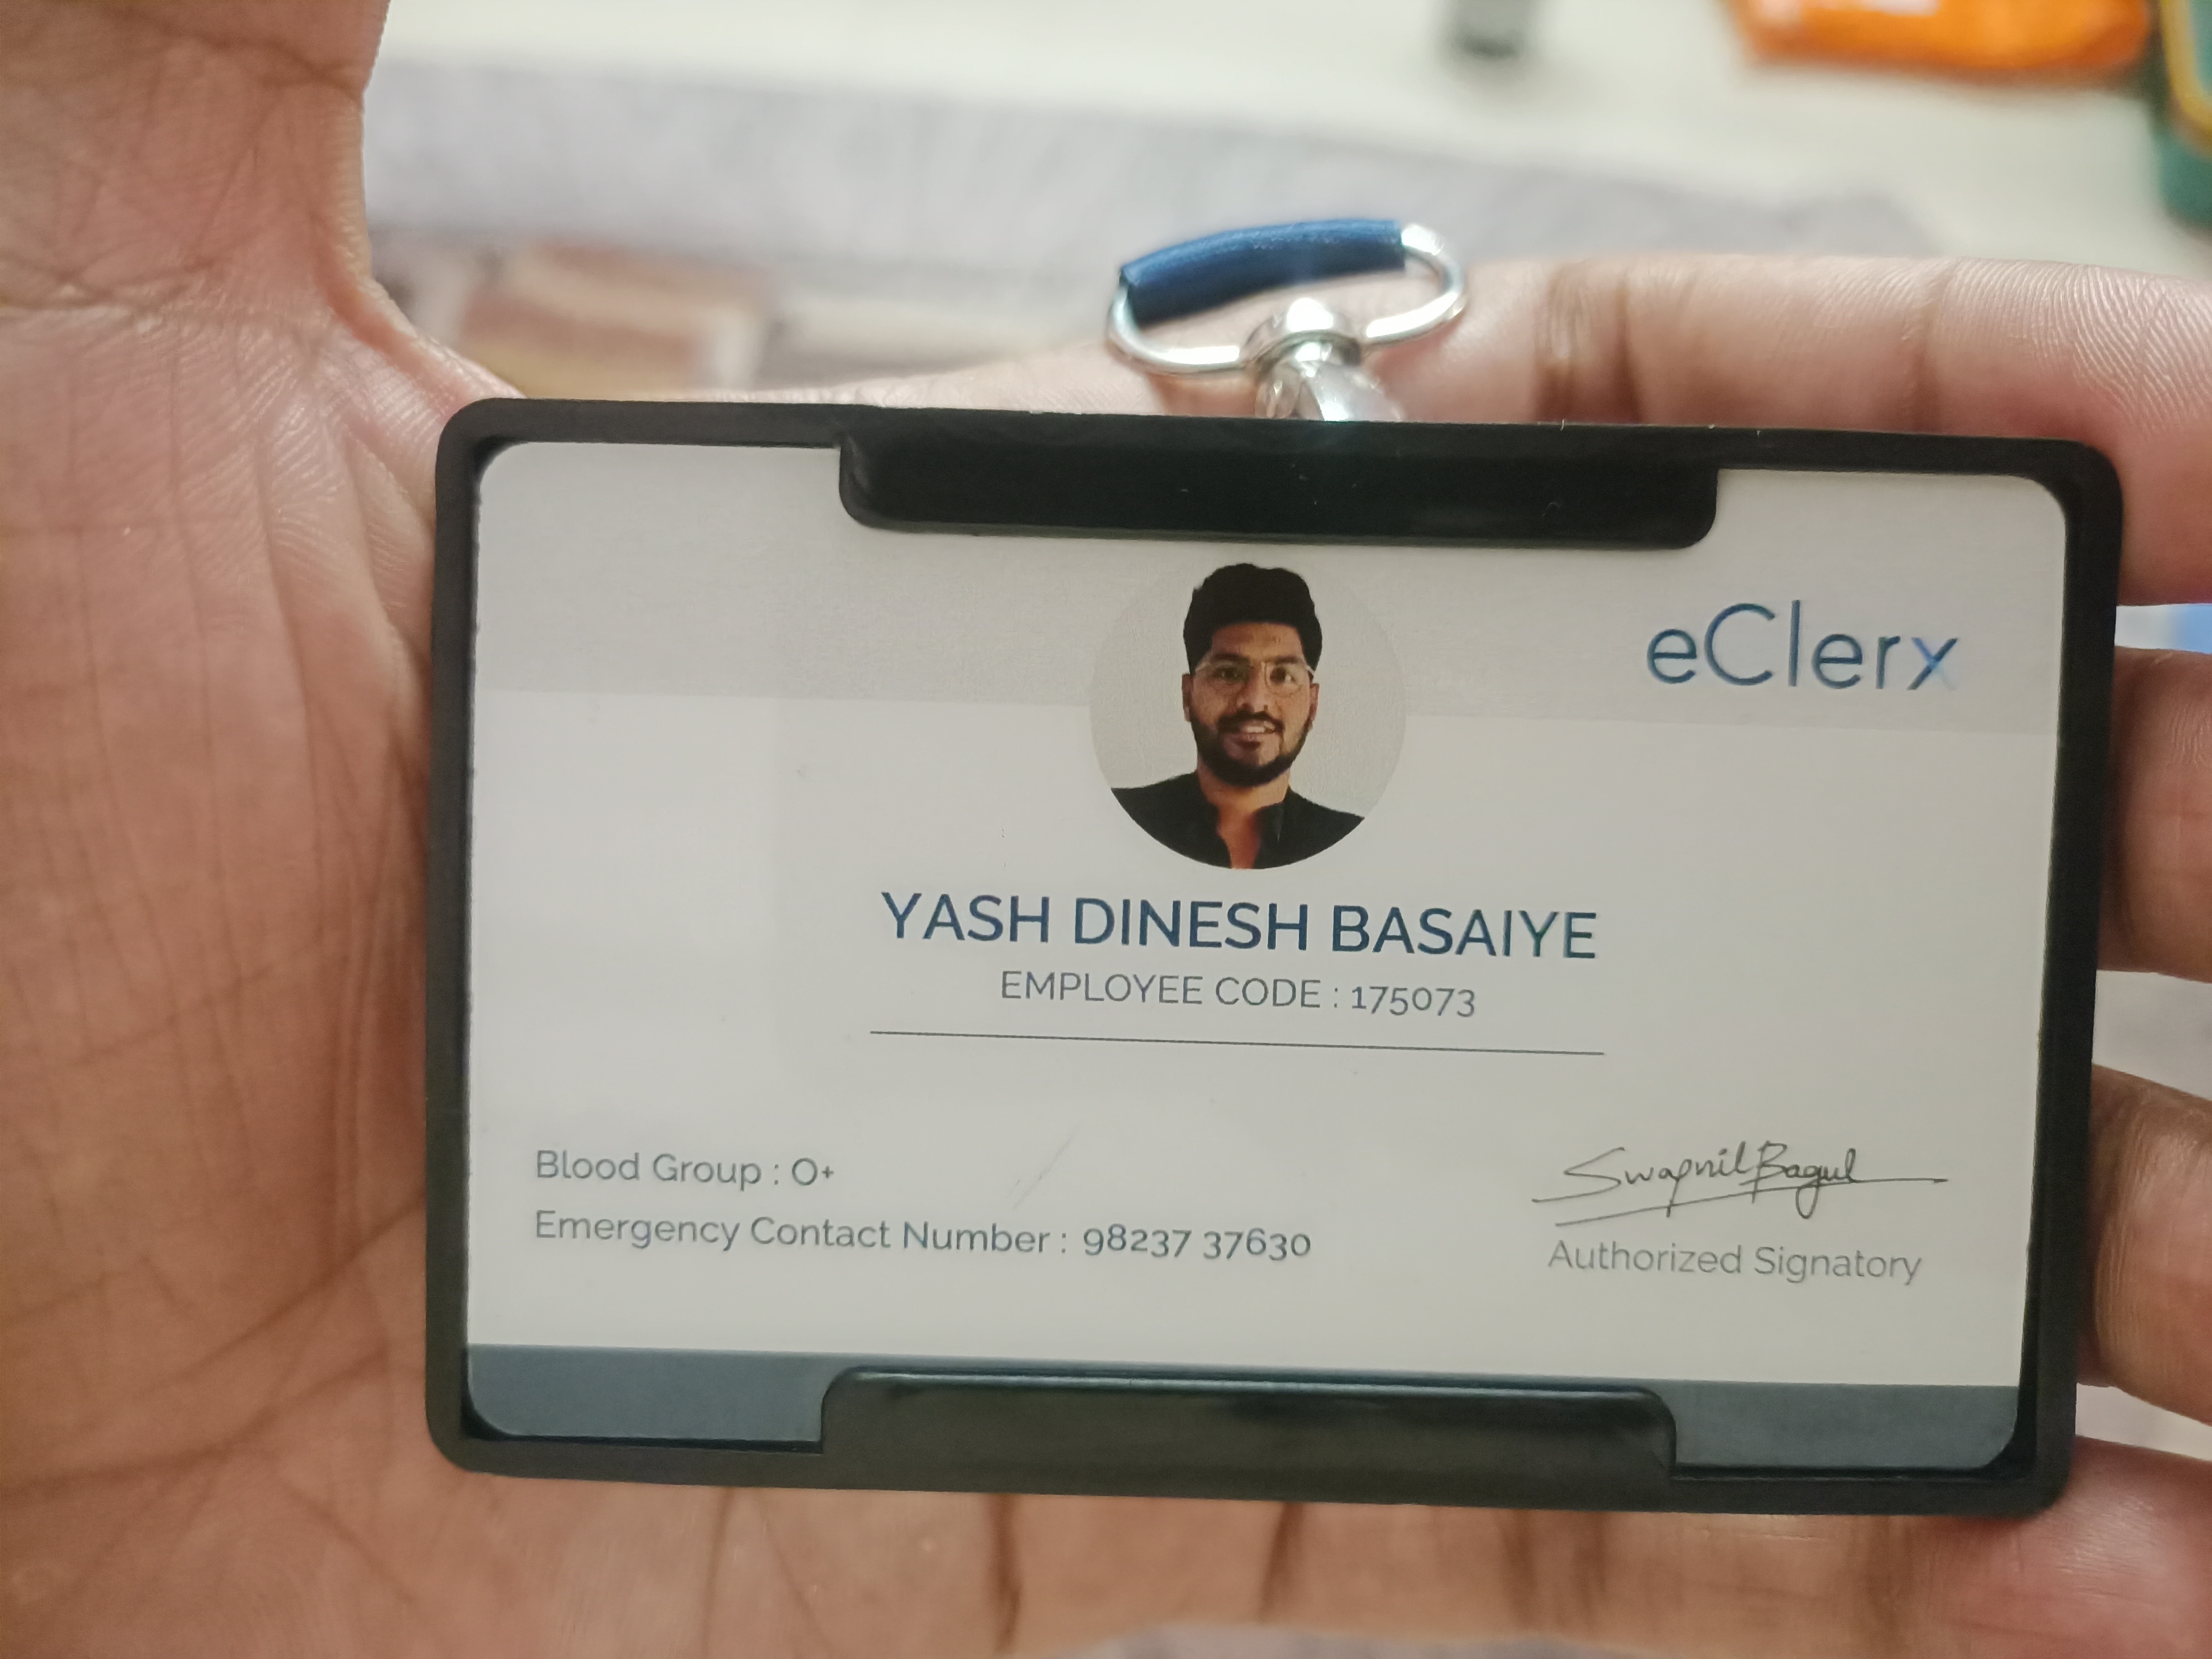 eClerx
YASH DINESH BASAIYE
EMPLOYEE CODE : 175073
Blood Group : O+
Emergency Contact Number : 98237 37630
Swapnil Bagul
Authorized Signatory